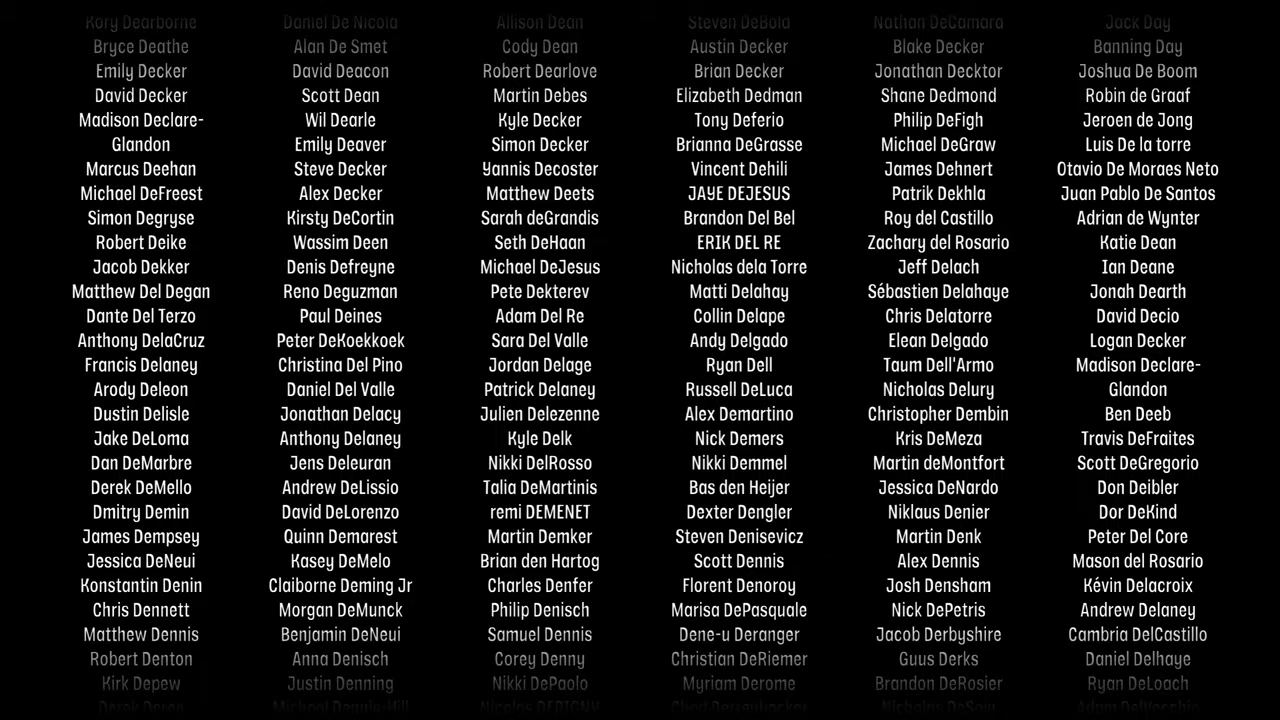 Kory Dearborne
Bryce Deathe
Emily Decker
David Decker
Madison Declare-
Glandon
Marcus Deehan
Michael DeFreest
Simon Degryse
Robert Deike
Jacob Dekker
Matthew Del Degan
Dante Del Terzo
Anthony DelaCruz
Francis Delaney
Arody Deleon
Dustin Delisle
Jake DeLoma
Dan DeMarbre
Derek DeMello
Dmitry Demin
James Dempsey
Jessica DeNeui
Konstantin Denin
Chris Dennett
Matthew Dennis
Robert Denton
Kirk Depew
Derek
Daniel De Nicola
Alan De Smet
David Deacon
Scott Dean
Wil Dearle
Emily Deaver
Steve Decker
Alex Decker
Kirsty DeCortin
Wassim Deen
Denis Defreyne
Reno Deguzman
Paul Deines
Peter DeKoekkoek
Christina Del Pino
Daniel Del Valle
Jonathan Delacy
Anthony Delaney
Jens Deleuran
Andrew DeLissio
David DeLorenzo
Quinn Demarest
Kasey DeMelo
Claiborne Deming Jr
Morgan DeMunck
Benjamin DeNeui
Anna Denisch
Justin Denning
Michael
Allison Dean
Cody Dean
Robert Dearlove
Martin Debes
Kyle Decker
Simon Decker
Yannis Decoster
Matthew Deets
Sarah deGrandis
Seth DeHaan
Michael DeJesus
Pete Dekterev
Adam Del Re
Sara Del Valle
Jordan Delage
Patrick Delaney
Julien Delezenne
Kyle Delk
Nikki DelRosso
Talia DeMartinis
remi DEMENET
Martin Demker
Brian den Hartog
Charles Denfer
Philip Denisch
Samuel Dennis
Corey Denny
Nikki DePaolo
Nicolas
Steven DeBold
Austin Decker
Brian Decker
Elizabeth Dedman
Tony Deferio
Brianna DeGrasse
Vincent Dehili
JAYE DEJESUS
Brandon Del Bel
ERIK DEL RE
Nicholas dela Torre
Matti Delahay
Collin Delape
Andy Delgado
Ryan Dell
Russell DeLuca
Alex Demartino
Nick Demers
Nikki Demmel
Bas den Heijer
Dexter Dengler
Steven Denisevicz
Scott Dennis
Florent Denoroy
Marisa DePasquale
Dene-u Deranger
Christian DeRiemer
Myriam Derome
Nathan DeCamara
Blake Decker
Jonathan Decktor
Shane Dedmond
Philip DeFigh
Michael DeGraw
James Dehnert
Patrik Dekhla
Roy del Castillo
Zachary del Rosario
Jeff Delach
Sébastien Delahaye
Chris Delatorre
Elean Delgado
Taum Dell'Armo
Nicholas Delury
Christopher Dembin
Kris DeMeza
Martin deMontfort
Jessica DeNardo
Niklaus Denier
Martin Denk
Alex Dennis
Josh Densham
Nick DePetris
Jacob Derbyshire
Guus Derks
Brandon DeRosier
Nicholas
Jack Day
Banning Day
Joshua De Boom
Robin de Graaf
Jeroen de Jong
Luis De la torre
Otavio De Moraes Neto
Juan Pablo De Santos
Adrian de Wynter
Katie Dean
Ian Deane
Jonah Dearth
David Decio
Logan Decker
Madison Declare-
Glandon
Ben Deeb
Travis DeFraites
Scott DeGregorio
Don Deibler
Dor DeKind
Peter Del Core
Mason del Rosario
Kévin Delacroix
Andrew Delaney
Cambria DelCastillo
Daniel Delhaye
Ryan DeLoach
Adam